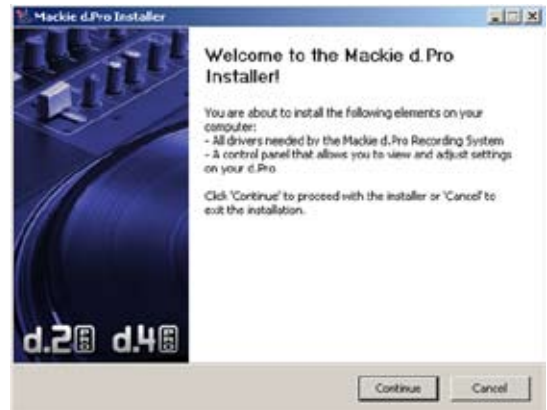 Mackie d.Pro Installer
Welcome to the Mackie d.Pro
Installer!
You are about to install the following elements on your
computer:
- All drivers needed by the Mackie d.Pro Recording System
- A control panel that allows you to view and adjust settings
on your d.Pro
Click 'Continue' to proceed with the installer or 'Cancel' to
exit the installation.
d.2 d.4
Continue Cancel